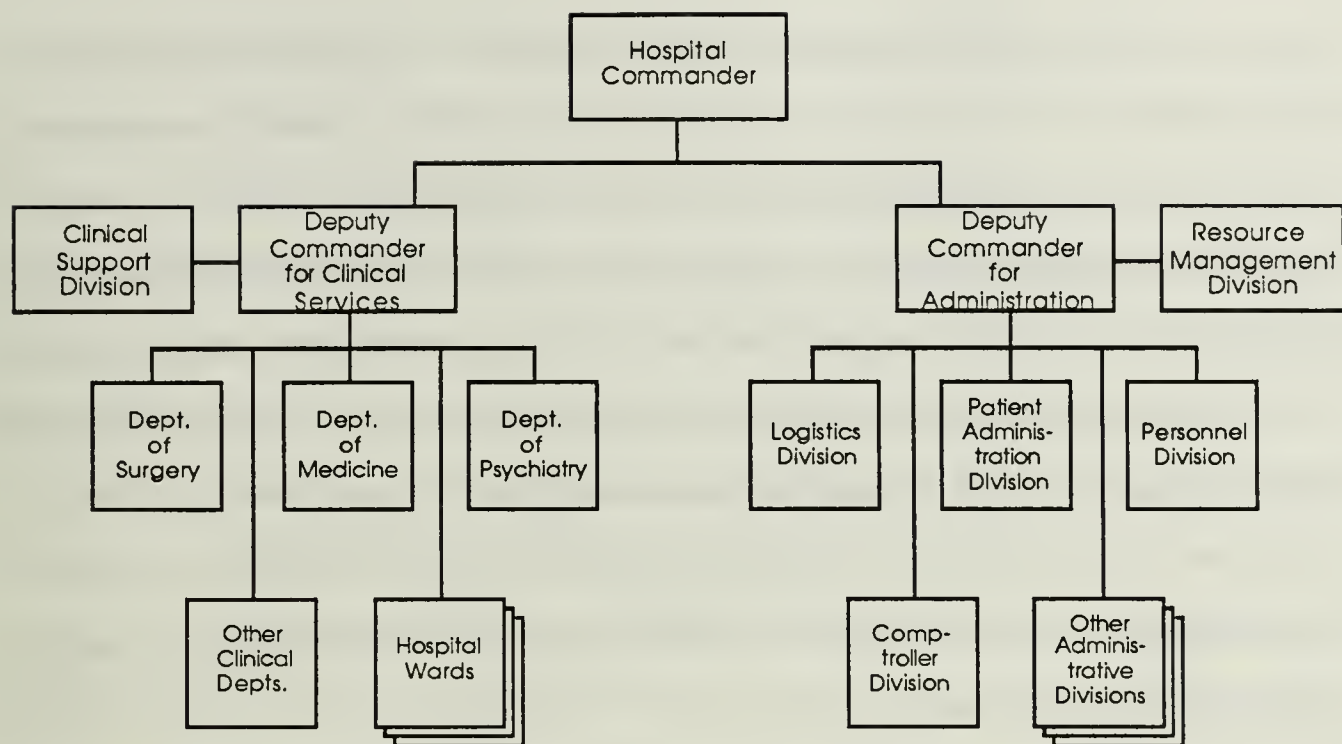 Hospital
Commander
Clinical
Support
Division
Deputy
Commander
for Clinical
Services
Deputy
Commander
for
Administration
Resource
Management
Division
Dept.
of
Surgery
Dept.
of
Medicine
Dept.
of
Psychiatry
Logistics
Division
Patient
Adminis-
tration
Division
Personnel
Division
Other
Clinical
Depts.
Hospital
Wards
Comp-
troller
Division
Other
Adminis-
trative
Divisions